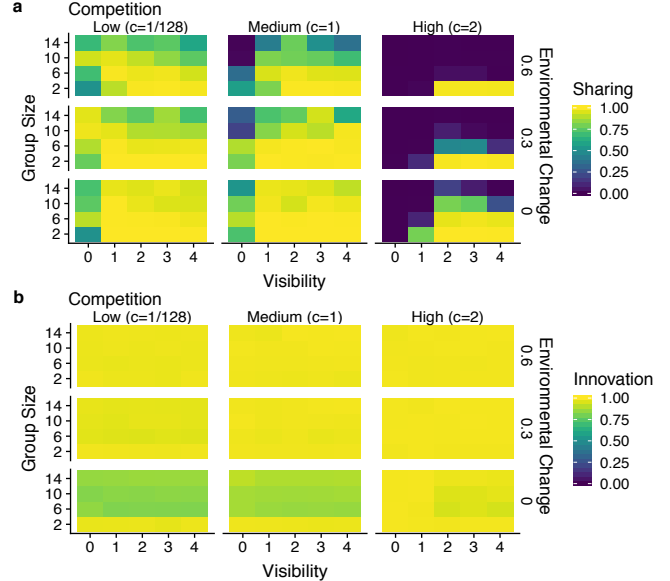 a
Competition
Low (c=1/128) Medium (c=1) High (c=2)
14
10
6
2
0.6
14
10
6
2
0.3
14
10
6
2
0
Group Size
Environmental Change
0 1 2 3 4 0 1 2 3 4 0 1 2 3 4
Visibility
Sharing
1.00
0.75
0.50
0.25
0.00
b
Competition
Low (c=1/128) Medium (c=1) High (c=2)
14
10
6
2
0.6
14
10
6
2
0.3
14
10
6
2
0
Group Size
Environmental Change
0 1 2 3 4 0 1 2 3 4 0 1 2 3 4
Visibility
Innovation
1.00
0.75
0.50
0.25
0.00